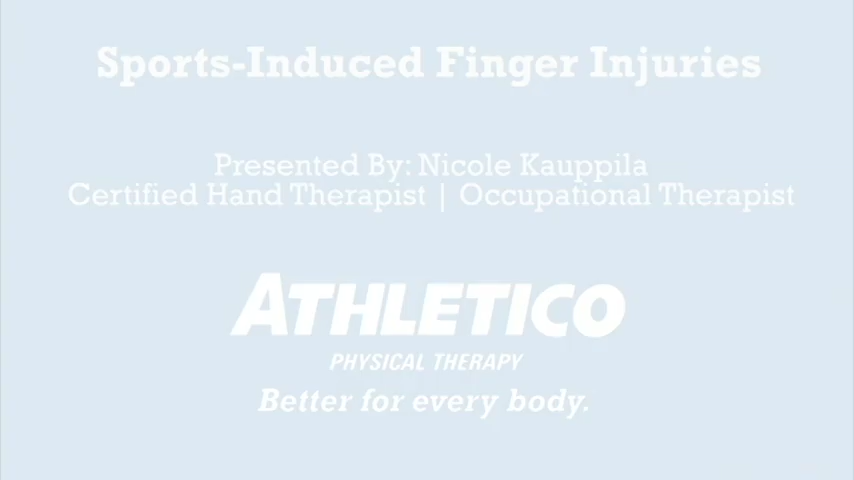 Sports-Induced Finger Injuries
Presented By: Nicole Kauppila
Certified Hand Therapist | Occupational Therapist
ATHLETICO
PHYSICAL THERAPY
Better for every body.